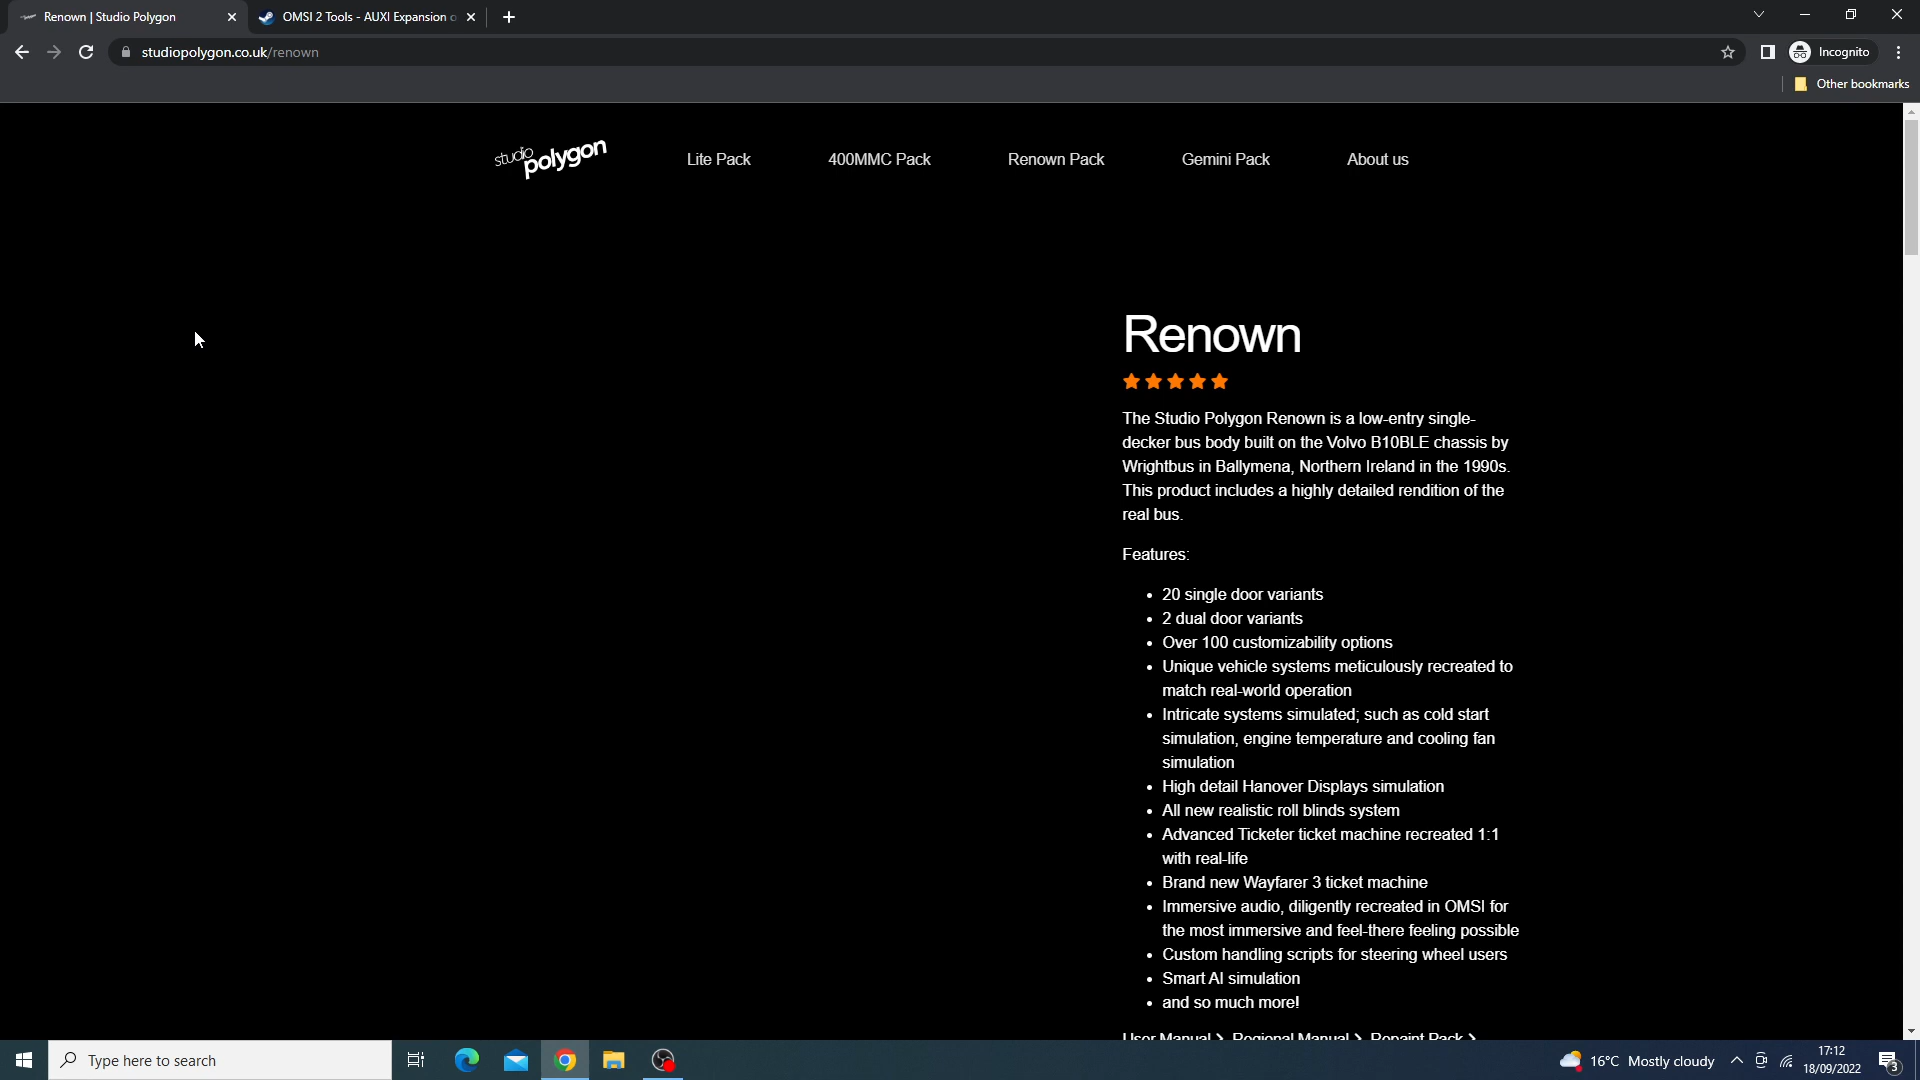 Renown | Studio Polygon
OMSI 2 Tools - AUXI Expansion o
studiopolygon.co.uk/renown
Incognito
Other bookmarks
studio polygon
Lite Pack
400MMC Pack
Renown Pack
Gemini Pack
About us
Renown
The Studio Polygon Renown is a low-entry single-
decker bus body built on the Volvo B10BLE chassis by
Wrightbus in Ballymena, Northern Ireland in the 1990s.
This product includes a highly detailed rendition of the
real bus.
Features:
• 20 single door variants
• 2 dual door variants
• Over 100 customizability options
• Unique vehicle systems meticulously recreated to
match real-world operation
• Intricate systems simulated; such as cold start
simulation, engine temperature and cooling fan
simulation
• High detail Hanover Displays simulation
• All new realistic roll blinds system
• Advanced Ticketer ticket machine recreated 1:1
with real-life
• Brand new Wayfarer 3 ticket machine
• Immersive audio, diligently recreated in OMSI for
the most immersive and feel-there feeling possible
• Custom handling scripts for steering wheel users
• Smart AI simulation
• and so much more!
User Manual > Regional Manual > Repaint Pack >
Type here to search
16°C Mostly cloudy
17:12
18/09/2022
3